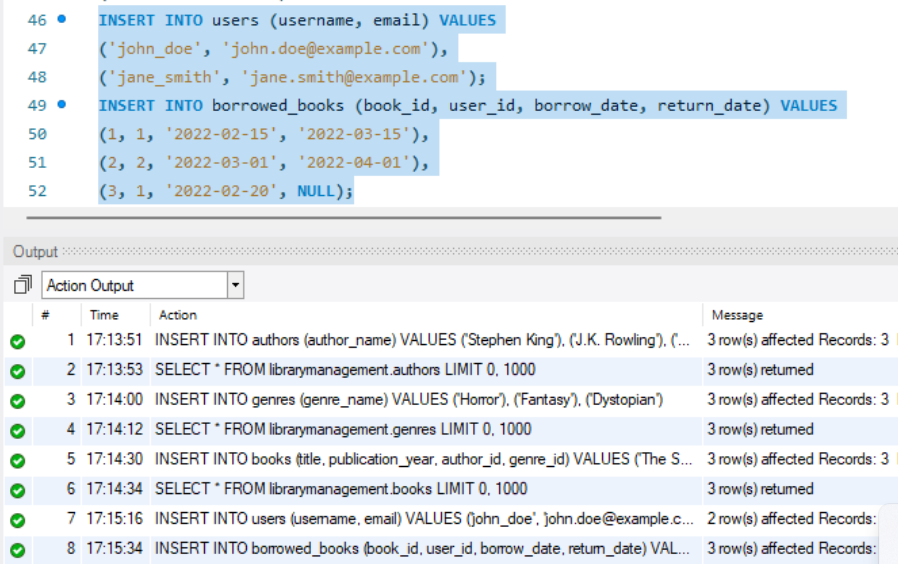 46 INSERT INTO users (username, email) VALUES
47 ('john_doe', 'john.doe@example.com'),
48 ('jane_smith', 'jane.smith@example.com');
49 INSERT INTO borrowed_books (book_id, user_id, borrow_date, return_date) VALUES
50 (1, 1, '2022-02-15', '2022-03-15'),
51 (2, 2, '2022-03-01', '2022-04-01'),
52 (3, 1, '2022-02-20', NULL);
Output
Action Output
# Time Action Message
1 17:13:51 INSERT INTO authors (author_name) VALUES ('Stephen King'), ('J.K. Rowling'), ('... 3 row(s) affected Records: 3
2 17:13:53 SELECT * FROM librarymanagement.authors LIMIT 0, 1000 3 row(s) returned
3 17:14:00 INSERT INTO genres (genre_name) VALUES ('Horror'), ('Fantasy'), ('Dystopian') 3 row(s) affected Records: 3
4 17:14:12 SELECT * FROM librarymanagement.genres LIMIT 0, 1000 3 row(s) returned
5 17:14:30 INSERT INTO books (title, publication_year, author_id, genre_id) VALUES ('The S... 3 row(s) affected Records: 3
6 17:14:34 SELECT * FROM librarymanagement.books LIMIT 0, 1000 3 row(s) returned
7 17:15:16 INSERT INTO users (username, email) VALUES ('john_doe', 'john.doe@example.c... 2 row(s) affected Records:
8 17:15:34 INSERT INTO borrowed_books (book_id, user_id, borrow_date, return_date) VAL... 3 row(s) affected Records: